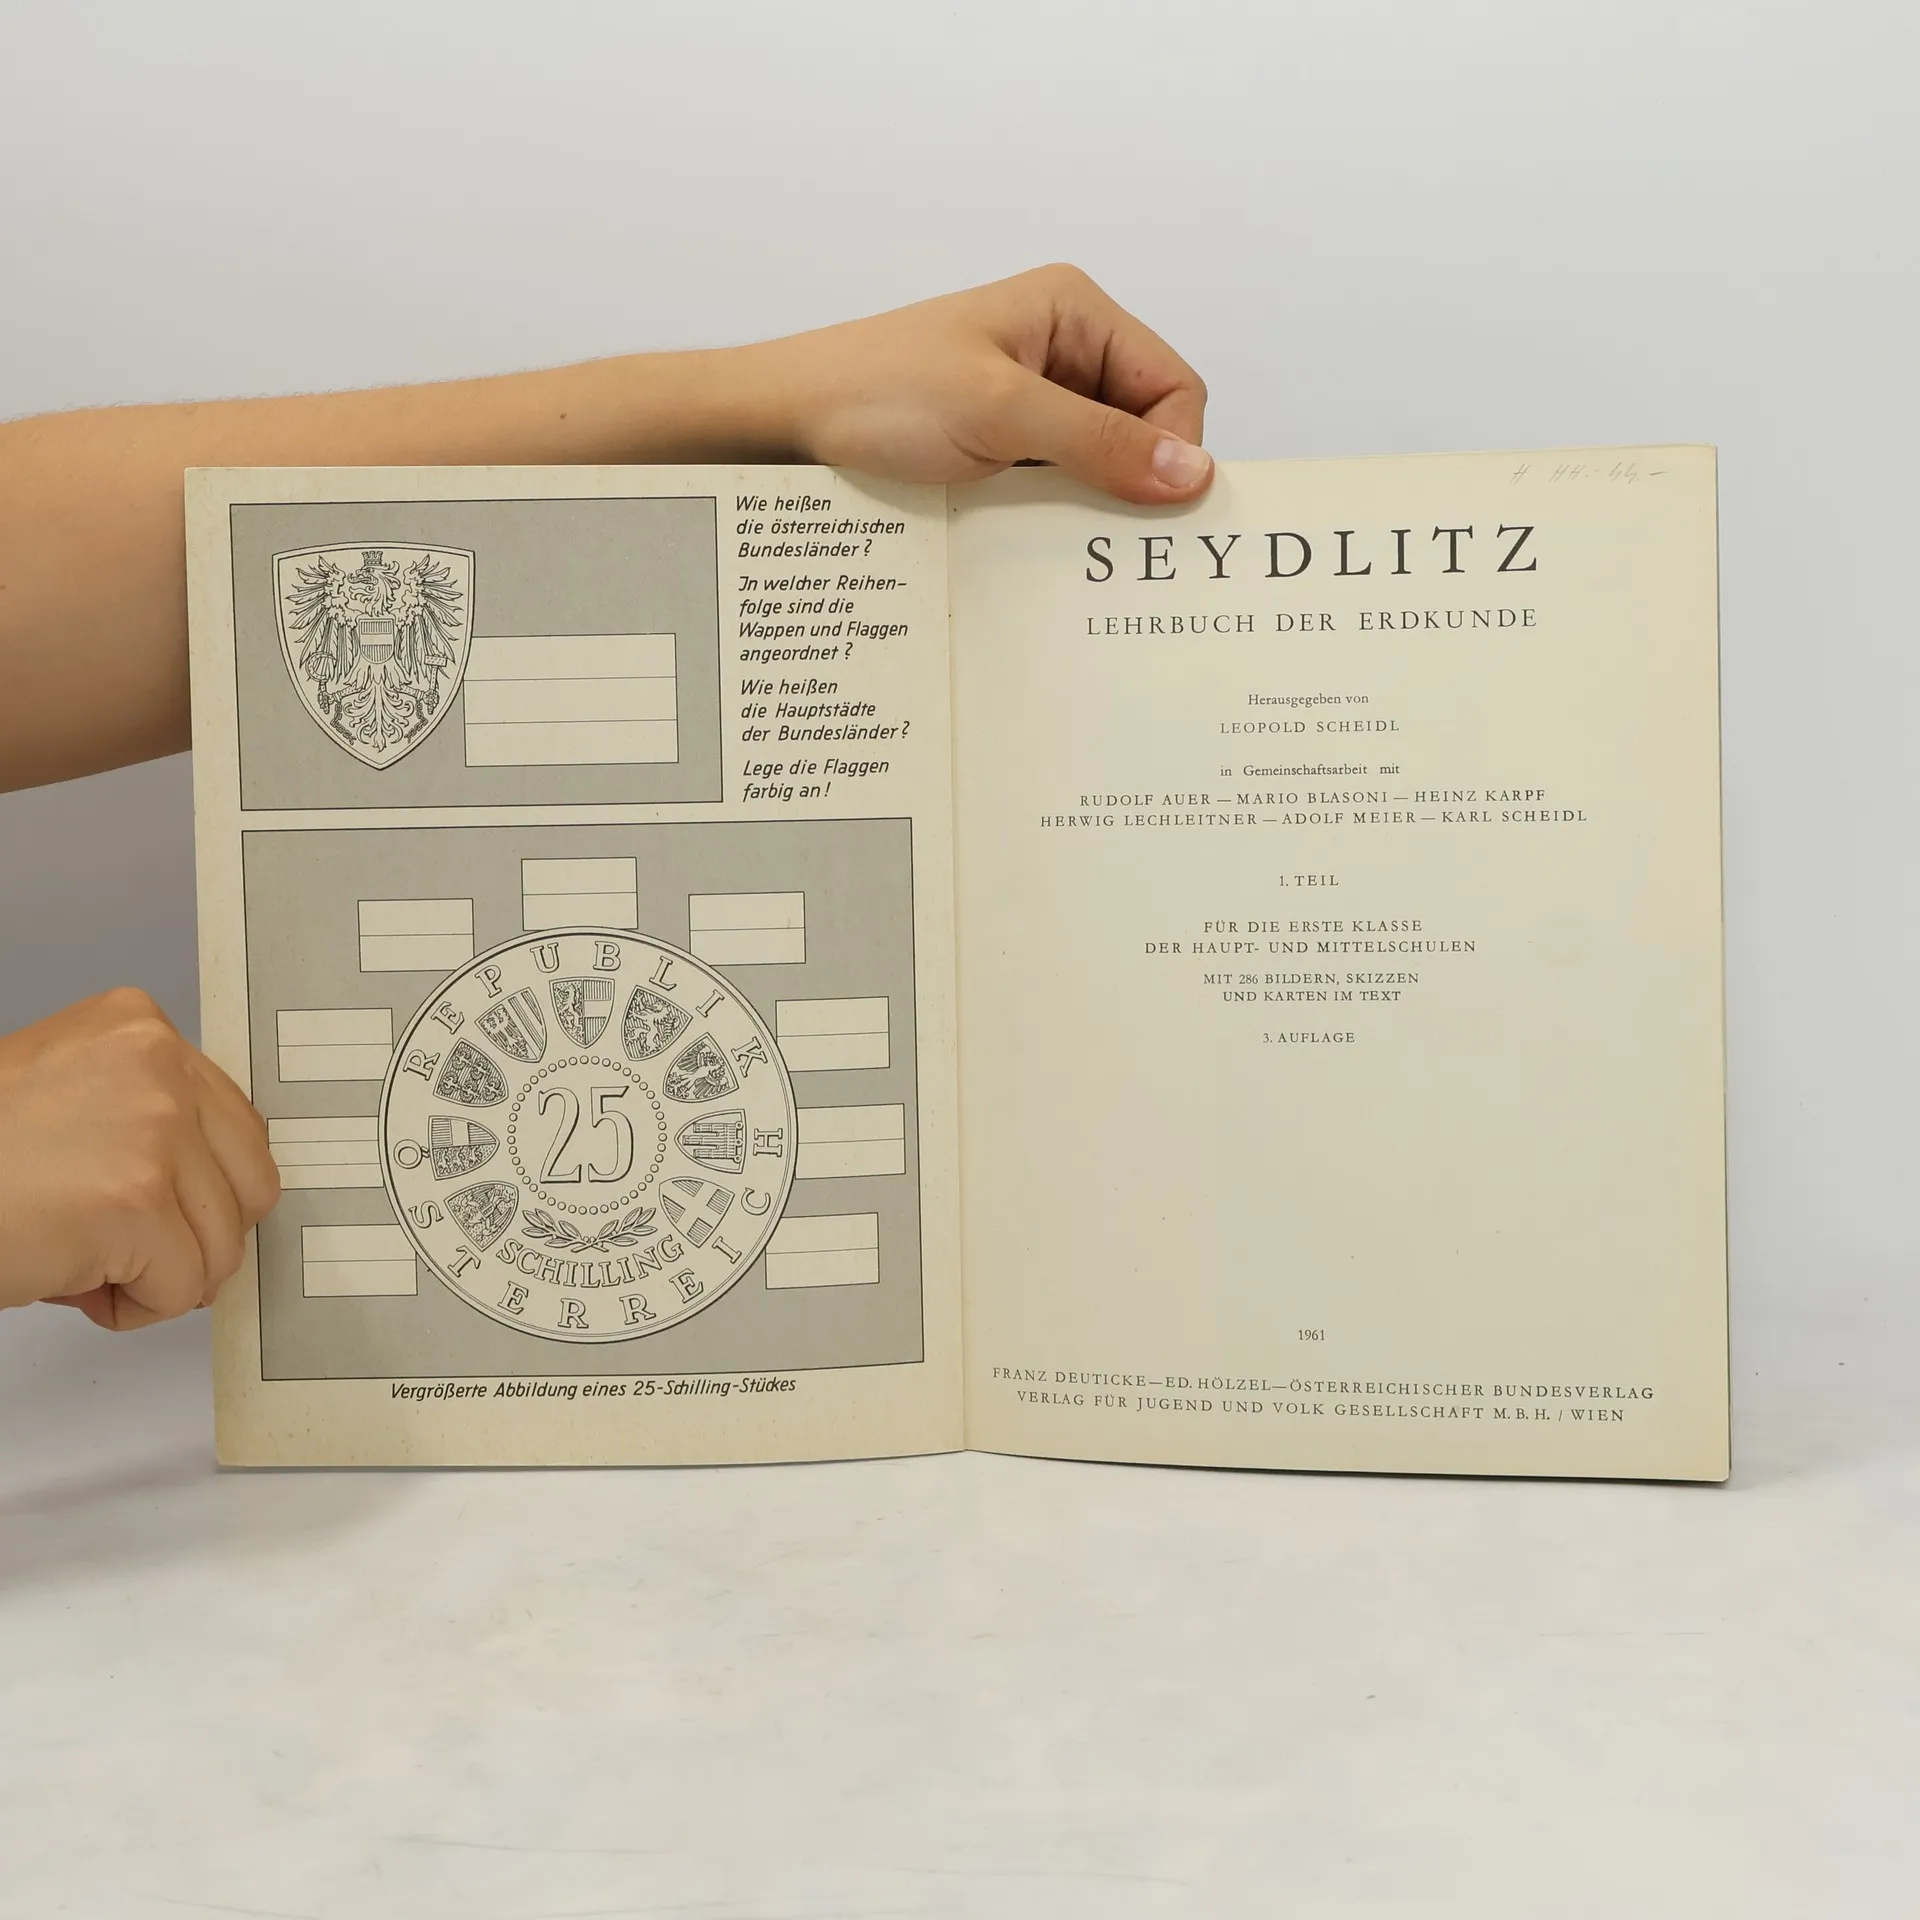 Wie heißen
die österreichischen
Bundesländer?
In welcher Reihen–
folge sind die
Wappen und Flaggen
angeordnet?
Wie heißen
die Hauptstädte
der Bundesländer?
Lege die Flaggen
farbig an!
REPUBLIK ÖSTERREICH
25
SCHILLING
Vergrößerte Abbildung eines 25-Schilling-Stückes
SEYDLITZ
LEHRBUCH DER ERDKUNDE
Herausgegeben von
LEOPOLD SCHEIDL
in Gemeinschaftsarbeit mit
RUDOLF AUER — MARIO BLASONI — HEINZ KARPF
HERWIG LECHLEITNER — ADOLF MEIER — KARL SCHEIDL
1. TEIL
FÜR DIE ERSTE KLASSE
DER HAUPT- UND MITTELSCHULEN
MIT 286 BILDERN, SKIZZEN
UND KARTEN IM TEXT
3. AUFLAGE
1961
FRANZ DEUTICKE—ED. HÖLZEL—ÖSTERREICHISCHER BUNDESVERLAG
VERLAG FÜR JUGEND UND VOLK GESELLSCHAFT M. B. H. / WIEN